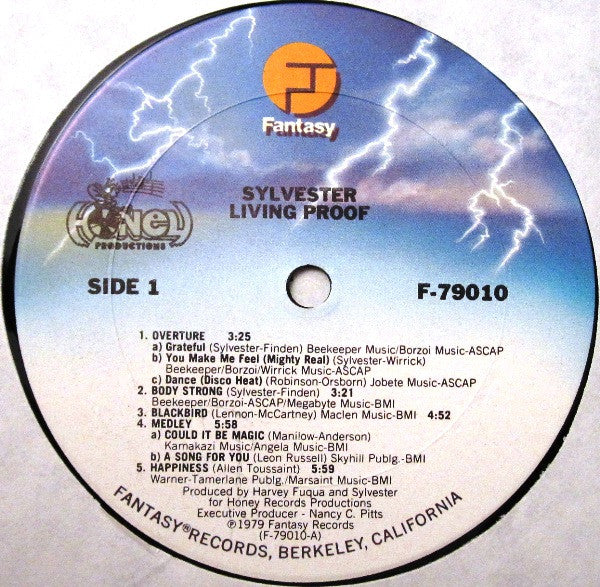 Fantasy
SYLVESTER
LIVING PROOF
HONEY
PRODUCTIONS
SIDE 1
F-79010
1. OVERTURE 3:25
a) Grateful (Sylvester-Finden) Beekeeper Music/Borzoi Music-ASCAP
b) You Make Me Feel (Mighty Real) (Sylvester-Wirrick)
Beekeeper/Borzoi/Wirrick Music-ASCAP
c) Dance (Disco Heat) (Robinson-Orsborn) Jobete Music-ASCAP
2. BODY STRONG (Sylvester-Finden) 3:21
Beekeeper/Borzoi-ASCAP/Megabyte Music-BMI
3. BLACKBIRD (Lennon-McCartney) Maclen Music-BMI 4:52
4. MEDLEY 5:58
a) COULD IT BE MAGIC (Manilow-Anderson)
Kamakazi Music/Angela Music-BMI
b) A SONG FOR YOU (Leon Russell) Skyhill Publg.-BMI
5. HAPPINESS (Allen Toussaint) 5:59
Warner-Tamerlane Publg./Marsaint Music-BMI
Produced by Harvey Fuqua and Sylvester
for Honey Records Productions
Executive Producer - Nancy C. Pitts
℗1979 Fantasy Records
(F-79010-A)
FANTASY® RECORDS, BERKELEY, CALIFORNIA